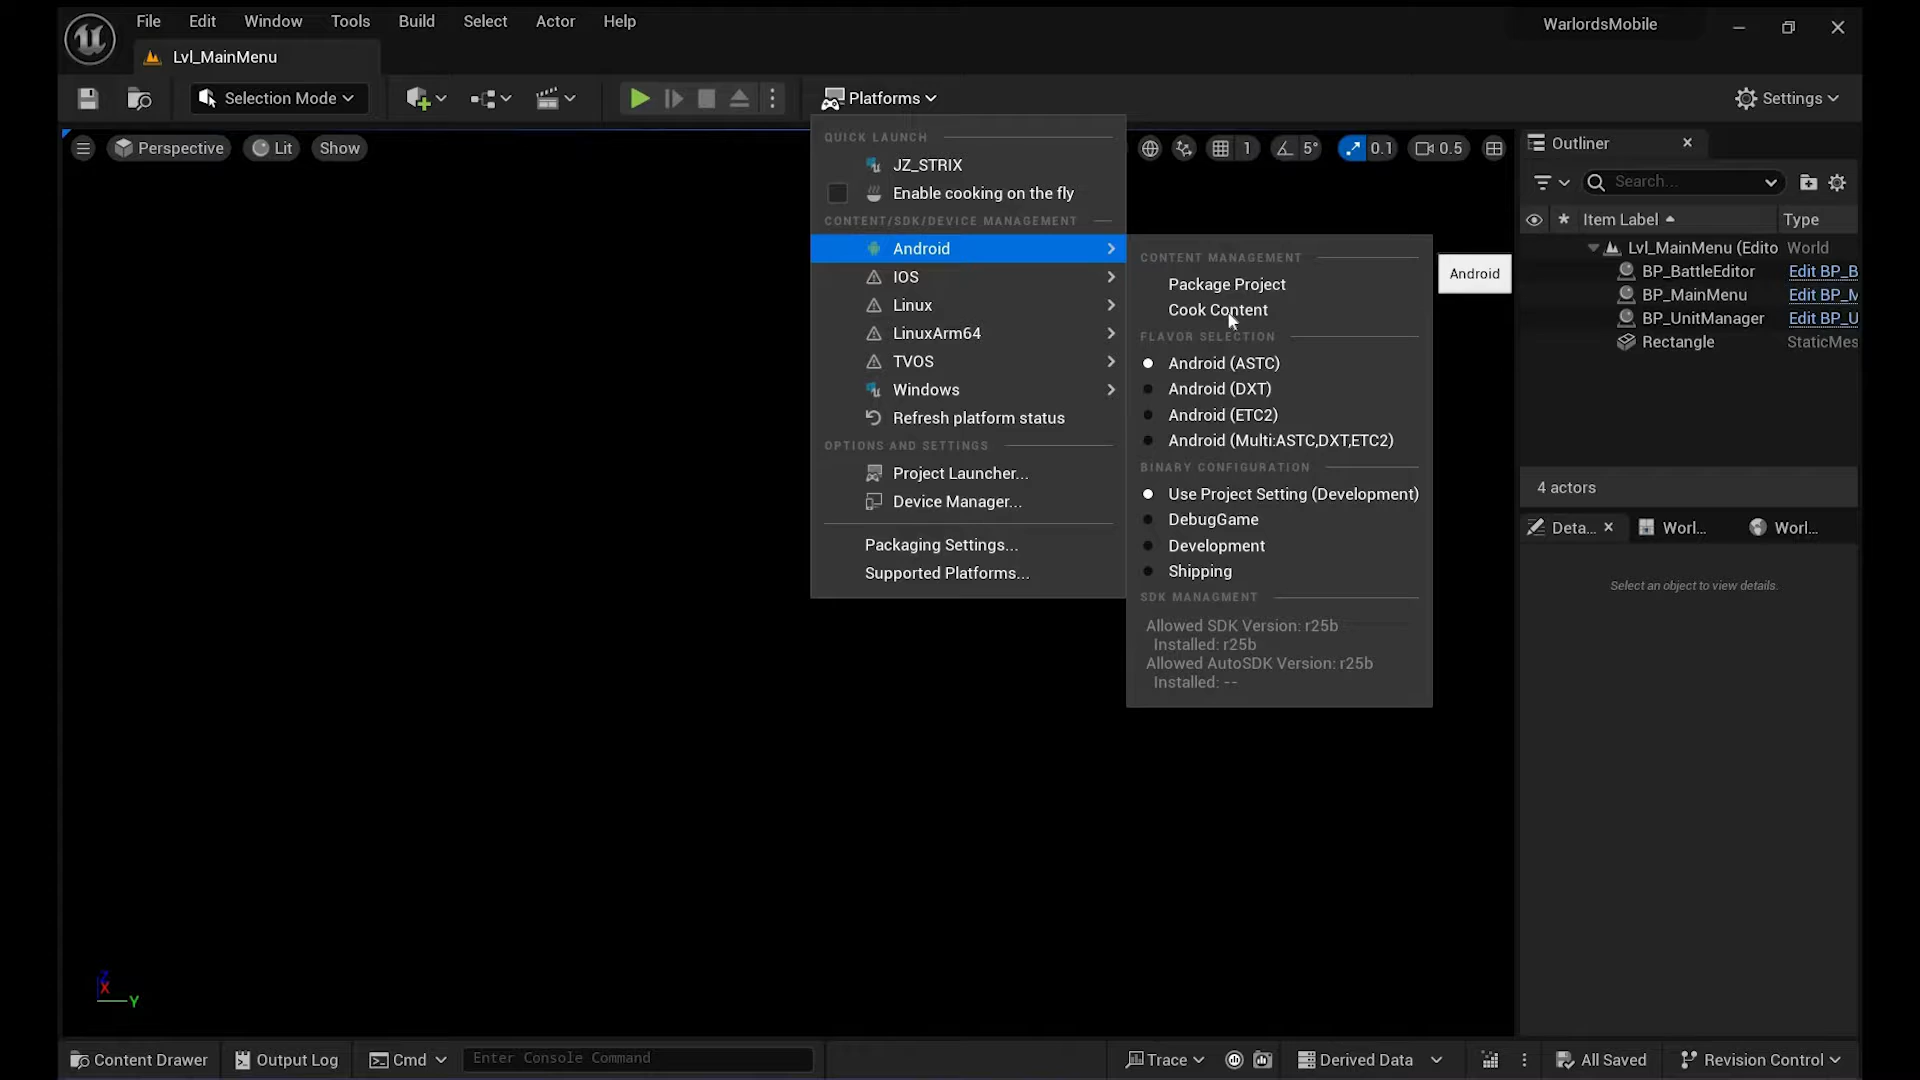 File Edit Window Tools Build Select Actor Help
WarlordsMobile
Lvl_MainMenu
Selection Mode
Platforms
Settings
Perspective
Lit
Show
1
5°
0.1
0.5
QUICK LAUNCH
JZ_STRIX
Enable cooking on the fly
CONTENT/SDK/DEVICE MANAGEMENT
Android
IOS
Linux
LinuxArm64
TVOS
Windows
Refresh platform status
OPTIONS AND SETTINGS
Project Launcher...
Device Manager...
Packaging Settings...
Supported Platforms...
CONTENT MANAGEMENT
Package Project
Cook Content
FLAVOR SELECTION
Android (ASTC)
Android (DXT)
Android (ETC2)
Android (Multi:ASTC,DXT,ETC2)
BINARY CONFIGURATION
Use Project Setting (Development)
DebugGame
Development
Shipping
SDK MANAGMENT
Allowed SDK Version: r25b
Installed: r25b
Allowed AutoSDK Version: r25b
Installed: --
Android
Outliner
Search...
Item Label Type
Lvl_MainMenu (Edito World
BP_BattleEditor Edit BP_B
BP_MainMenu Edit BP_M
BP_UnitManager Edit BP_U
Rectangle StaticMes
4 actors
Deta... Worl... Worl...
Select an object to view details.
Z
X
Y
Content Drawer
Output Log
Cmd
Enter Console Command
Trace
Derived Data
All Saved
Revision Control